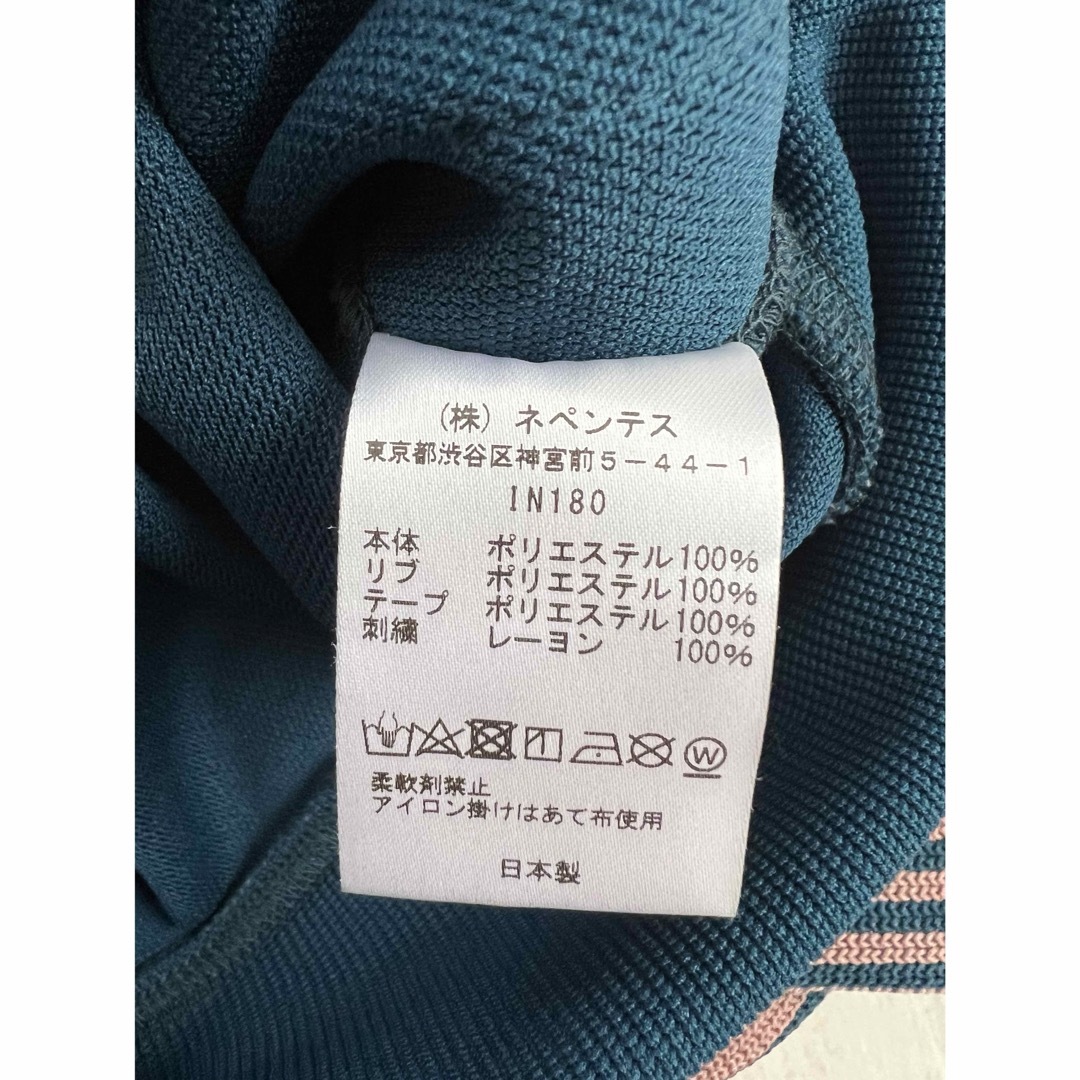 (株) ネペンテス
東京都渋谷区神宮前5-44-1
IN180
本体 ポリエステル100%
リブ ポリエステル100%
テープ ポリエステル100%
刺繍 レーヨン 100%
W
柔軟剤禁止
アイロン掛けはあて布使用
日本製